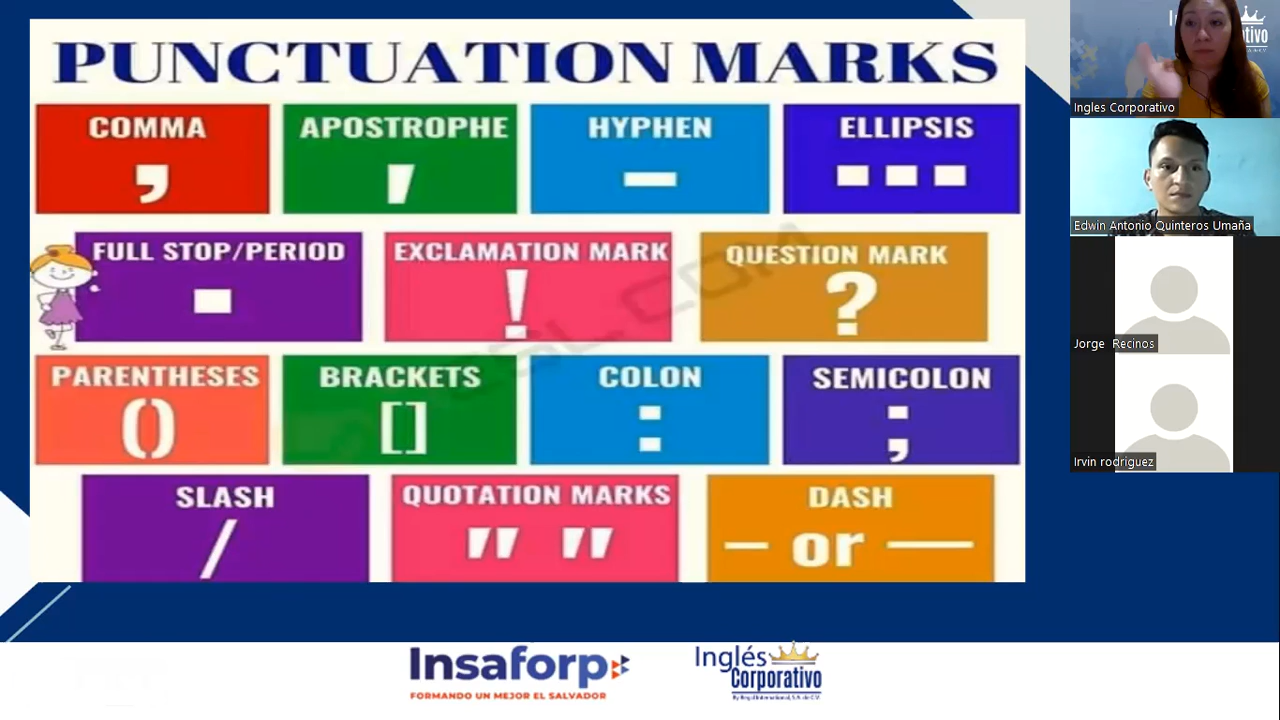 PUNCTUATION MARKS
COMMA
,
APOSTROPHE
'
HYPHEN
-
ELLIPSIS
...
FULL STOP/PERIOD
.
EXCLAMATION MARK
!
QUESTION MARK
?
PARENTHESES
()
BRACKETS
[]
COLON
:
SEMICOLON
;
SLASH
/
QUOTATION MARKS
" "
DASH
– or —
Insaforp
FORMANDO UN MEJOR EL SALVADOR
Inglés
Corporativo
Ingles Corporativo
Edwin Antonio Quinteros Umaña
Jorge Recinos
Irvin rodriguez